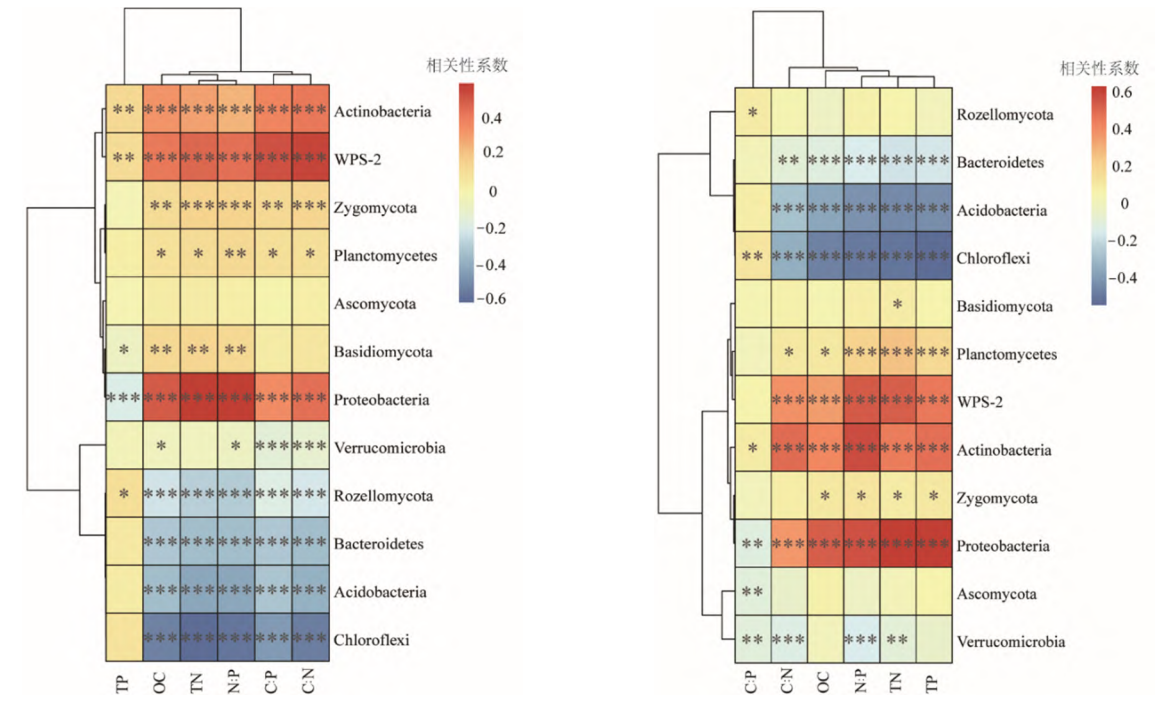 相关性系数
** *** *** *** *** *** Actinobacteria
** *** *** *** *** *** WPS-2
** *** *** ** *** Zygomycota
* * ** * * Planctomycetes
Ascomycota
* ** ** ** Basidiomycota
*** *** *** *** *** *** Proteobacteria
* * *** *** Verrucomicrobia
* *** *** *** *** *** Rozellomycota
*** *** *** *** *** Bacteroidetes
*** *** *** *** *** Acidobacteria
*** *** *** *** *** Chloroflexi
TP OC TN N:P C:P C:N
0.4
0.2
0
−0.2
−0.4
−0.6
相关性系数
* Rozellomycota
** *** *** *** *** Bacteroidetes
*** *** *** *** *** Acidobacteria
** *** *** *** *** *** Chloroflexi
* Basidiomycota
* * *** *** *** Planctomycetes
*** *** *** *** *** WPS-2
* *** *** *** *** *** Actinobacteria
* * * * Zygomycota
** *** *** *** *** *** Proteobacteria
** Ascomycota
** *** *** ** Verrucomicrobia
C:P C:N OC N:P TN TP
0.6
0.4
0.2
0
−0.2
−0.4